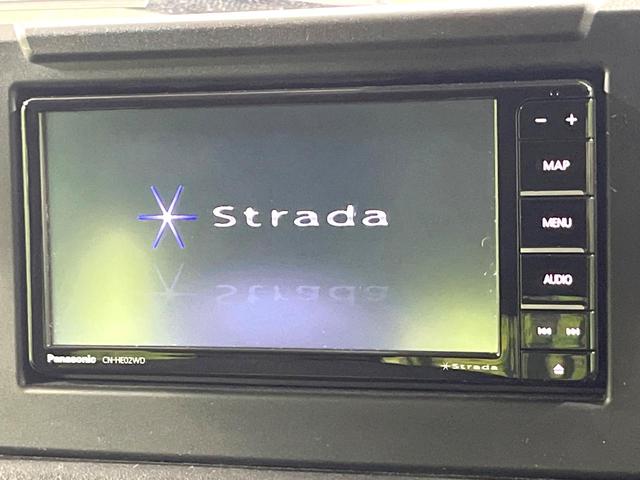 - +
MAP
Strada
MENU
AUDIO
Panasonic CN-HE02WD
Strada